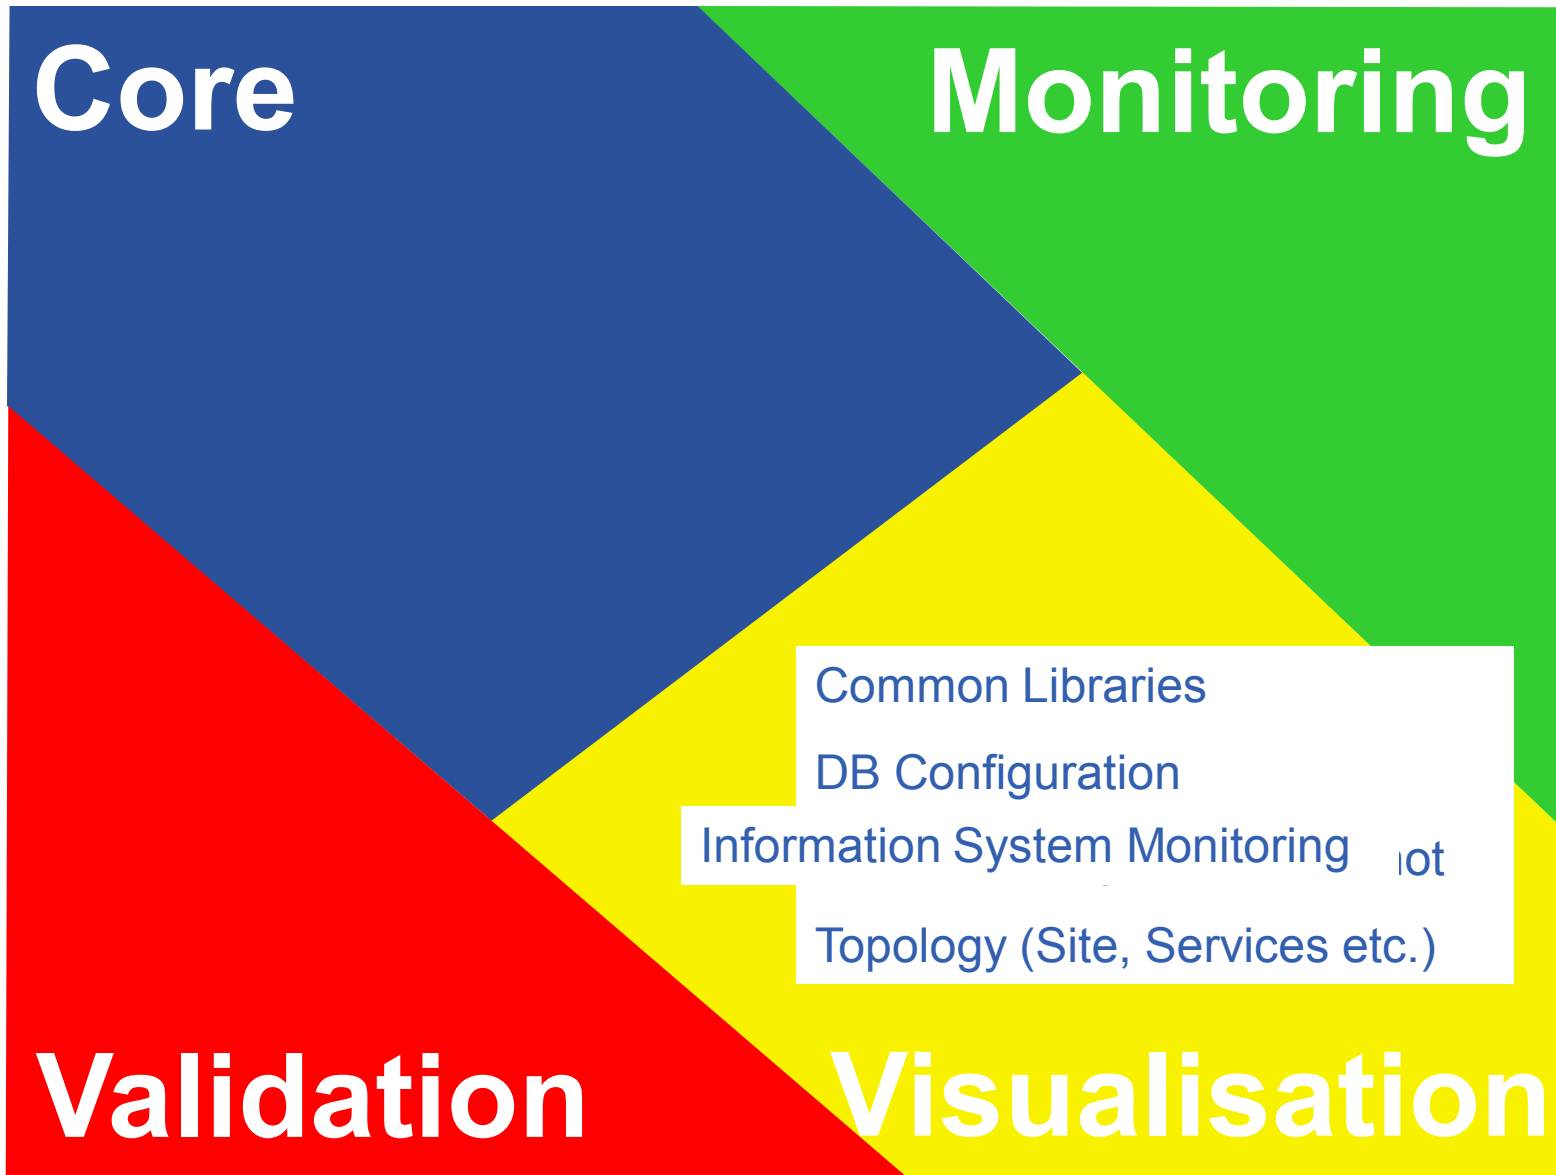 Core
Monitoring
Common Libraries
DB Configuration
Information System Monitoring
Topology (Site, Services etc.)
Validation
Visualisation